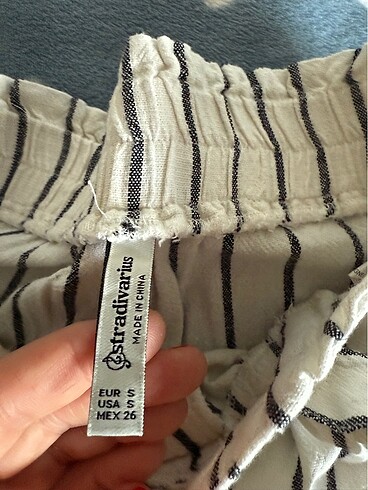 stradivarius
MADE IN CHINA
EUR S
USA S
MEX 26